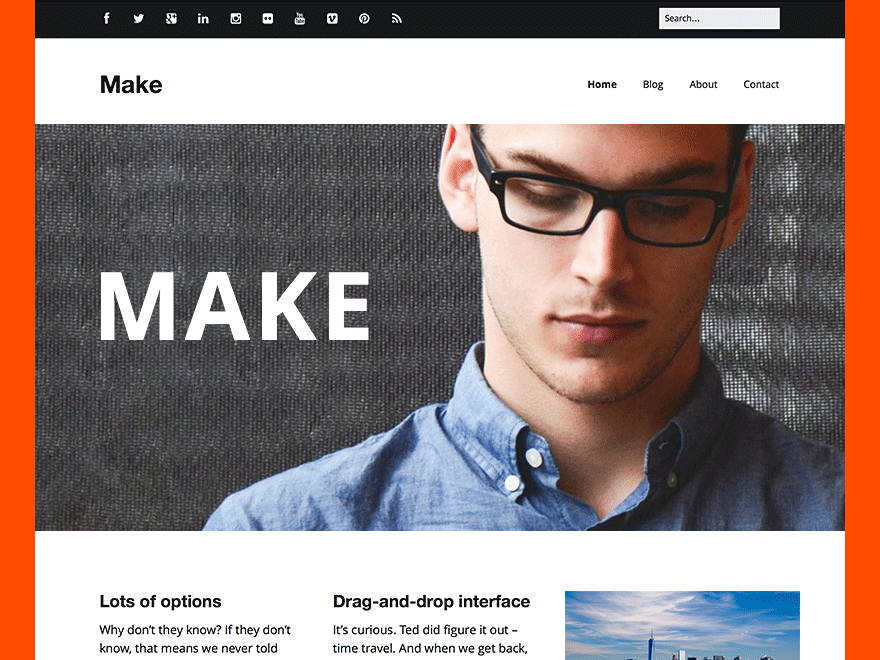 Search...
Make
Home Blog About Contact
MAKE
Lots of options
Why don't they know? If they don't
know, that means we never told
Drag-and-drop interface
It's curious. Ted did figure it out –
time travel. And when we get back,